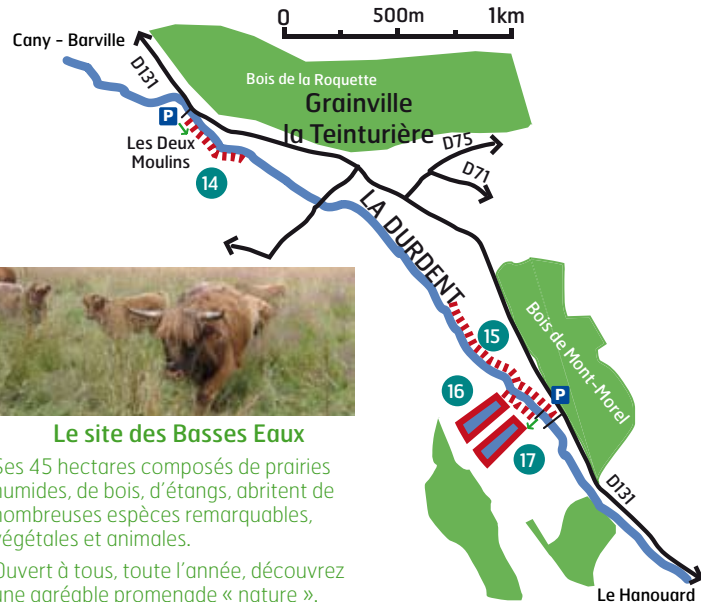 0 500m 1km
Cany - Barville
D131
Bois de la Roquette
Grainville
la Teinturière
P
Les Deux
Moulins
14
D75
D71
LA DURDENT
15
Bois de Mont-Morel
16
P
17
D131
Le Hanouard
Le site des Basses Eaux
Ses 45 hectares composés de prairies
humides, de bois, d'étangs, abritent de
nombreuses espèces remarquables,
végétales et animales.
Ouvert à tous, toute l'année, découvrez
une agréable promenade « nature ».